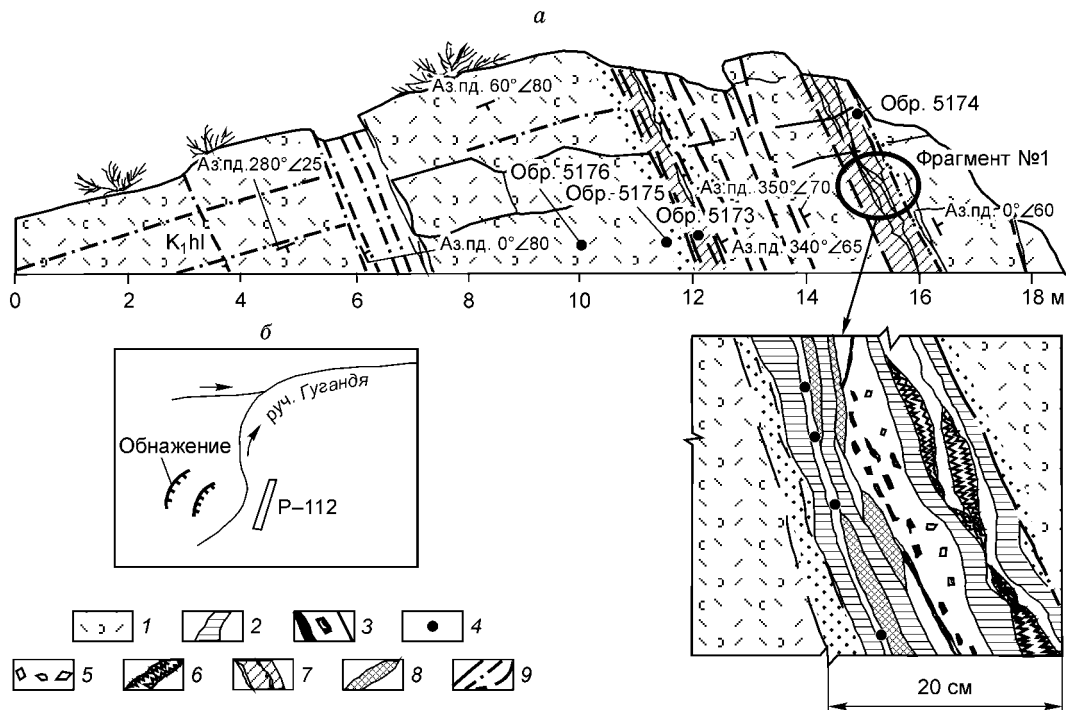 а
Аз.пд. 60°∠80
Обр. 5174
Аз.пд. 280°∠25
Обр. 5176
Фрагмент №1
Обр. 5175
Аз.пд. 350°∠70
Обр. 5173
Аз.пд. 0°∠60
K₁hl
Аз.пд. 0°∠80
Аз.пд. 340°∠65
0 2 4 6 8 10 12 14 16 18 м
б
руч. Гугандя
Обнажение
Р–112
1 2 3 4
5 6 7 8 9
20 см